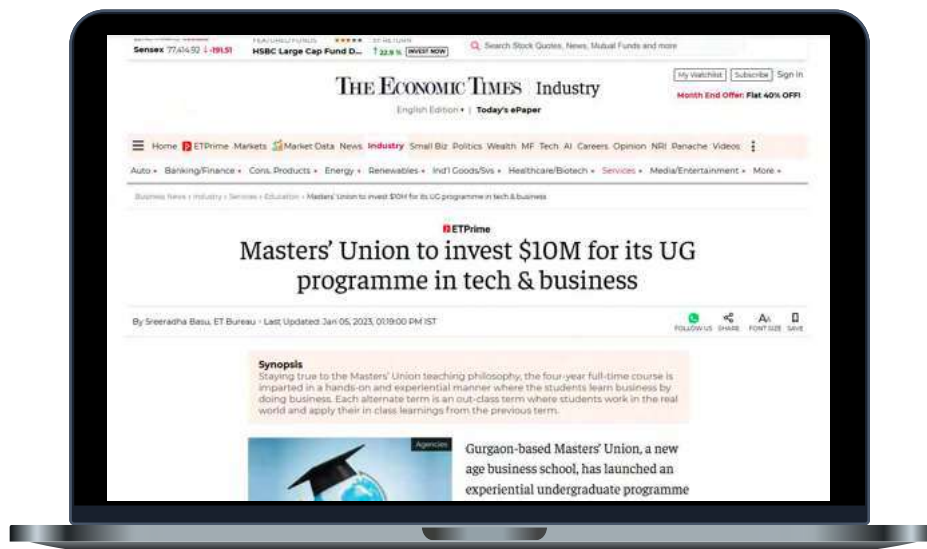 Sensex 77,414.92 ↓ -191.51
FEATURED FUNDS ★★★★★
HSBC Large Cap Fund D... ↑ 22.9 % INVEST NOW
Search Stock Quotes, News, Mutual Funds and more
THE ECONOMIC TIMES Industry
My Watchlist Subscribe Sign In
English Edition | Today's ePaper
Month End Offer: Flat 40% OFF!
Home ETPrime Markets Market Data News Industry Small Biz Politics Wealth MF Tech AI Careers Opinion NRI Panache Videos
Auto Banking/Finance Cons. Products Energy Renewables Ind'l Goods/Svs Healthcare/Biotech Services Media/Entertainment More
Business News › Industry › Services › Education › Masters' Union to invest $10M for its UG programme in tech & business
ETPrime
Masters' Union to invest $10M for its UG
programme in tech & business
By Sreeradha Basu, ET Bureau • Last Updated: Jan 05, 2023, 01:19:00 PM IST
FOLLOW US SHARE FONT SIZE SAVE
Synopsis
Staying true to the Masters' Union teaching philosophy, the four-year full-time course is
imparted in a hands-on and experiential manner where the students learn business by
doing business. Each alternate term is an out-class term where students work in the real
world and apply their in class learnings from the previous term.
Agencies
Gurgaon-based Masters' Union, a new
age business school, has launched an
experiential undergraduate programme